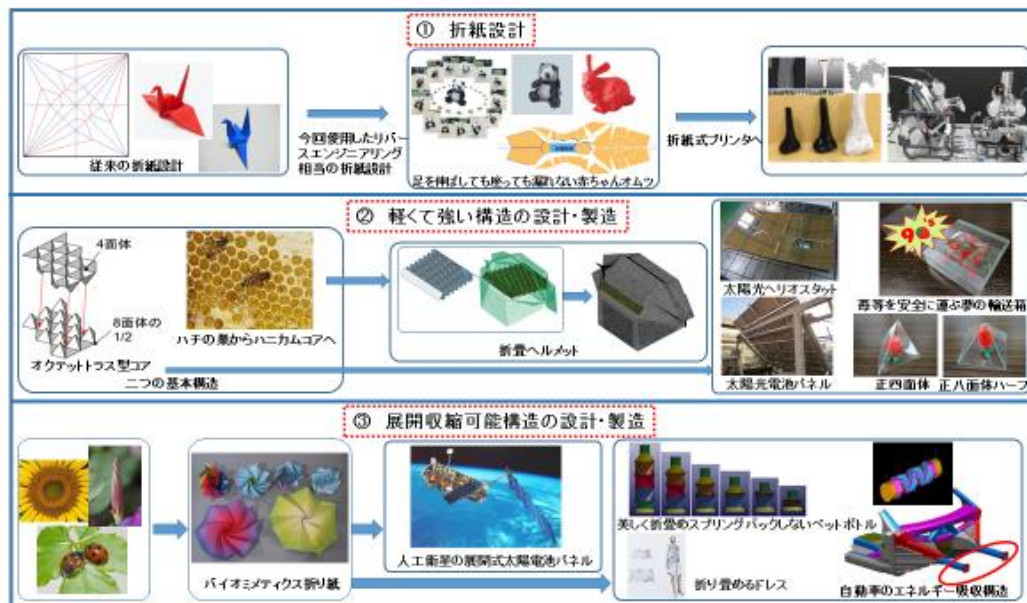 ① 折紙設計
従来の折紙設計
今回使用したリバー
スエンジニアリング
相当の折紙設計
足を伸ばしても座っても漏れない赤ちゃんオムツ
折紙式プリンタへ
② 軽くて強い構造の設計・製造
4面体
8面体の
1/2
オクテットトラス型コア
ハチの巣からハニカムコアへ
二つの基本構造
折畳ヘルメット
太陽光ヘリオスタット
太陽光電池パネル
苺等を安全に運ぶ夢の輸送箱
正四面体
正八面体ハーフ
③ 展開収縮可能構造の設計・製造
バイオミメティクス折り紙
人工衛星の展開式太陽電池パネル
美しく折畳めスプリングバックしないペットボトル
折り畳めるドレス
自動車のエネルギー吸収構造